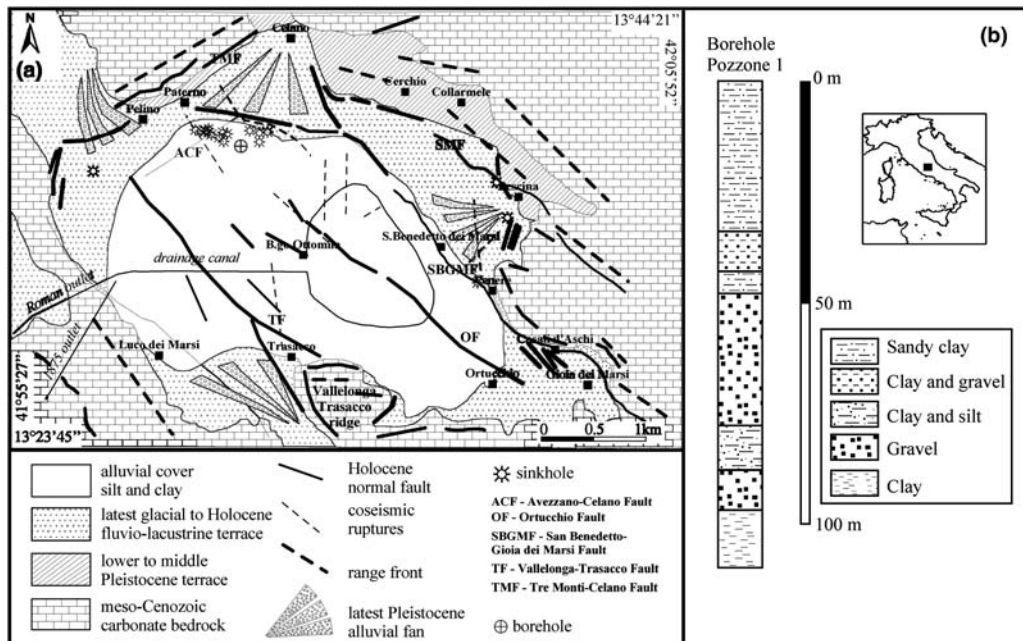 N
(a)
13°44'21"
42°05'52"
Celano
TMF
Cerchio
Paterno
Collarmele
Pelino
ACF
SMF
S.Benedetto dei Marsi
drainage canal
SBGMF
Roman outlet
1875 outlet
TF
OF
Luco dei Marsi
Trasacco
Casali d'Aschi
Ortucchio
Gioia dei Marsi
Vallelonga
Trasacco
ridge
41°55'27"
13°23'45"
0 0.5 1km
alluvial cover
silt and clay
latest glacial to Holocene
fluvio-lacustrine terrace
lower to middle
Pleistocene terrace
meso-Cenozoic
carbonate bedrock
Holocene
normal fault
coseismic
ruptures
range front
latest Pleistocene
alluvial fan
sinkhole
ACF - Avezzano-Celano Fault
OF - Ortucchio Fault
SBGMF - San Benedetto-
Gioia dei Marsi Fault
TF - Vallelonga-Trasacco Fault
TMF - Tre Monti-Celano Fault
borehole
(b)
Borehole
Pozzone 1
0 m
50 m
100 m
Sandy clay
Clay and gravel
Clay and silt
Gravel
Clay